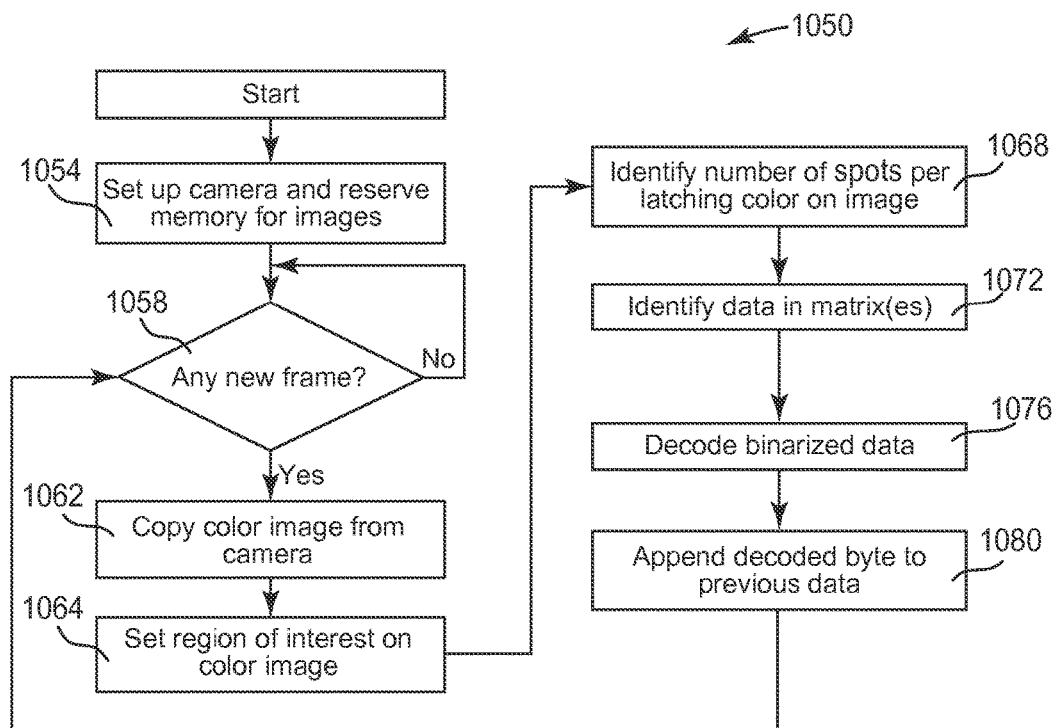 1050
Start
1054
Set up camera and reserve
memory for images
1058
Any new frame?
No
Yes
1062
Copy color image from
camera
1064
Set region of interest on
color image
1068
Identify number of spots per
latching color on image
1072
Identify data in matrix(es)
1076
Decode binarized data
1080
Append decoded byte to
previous data